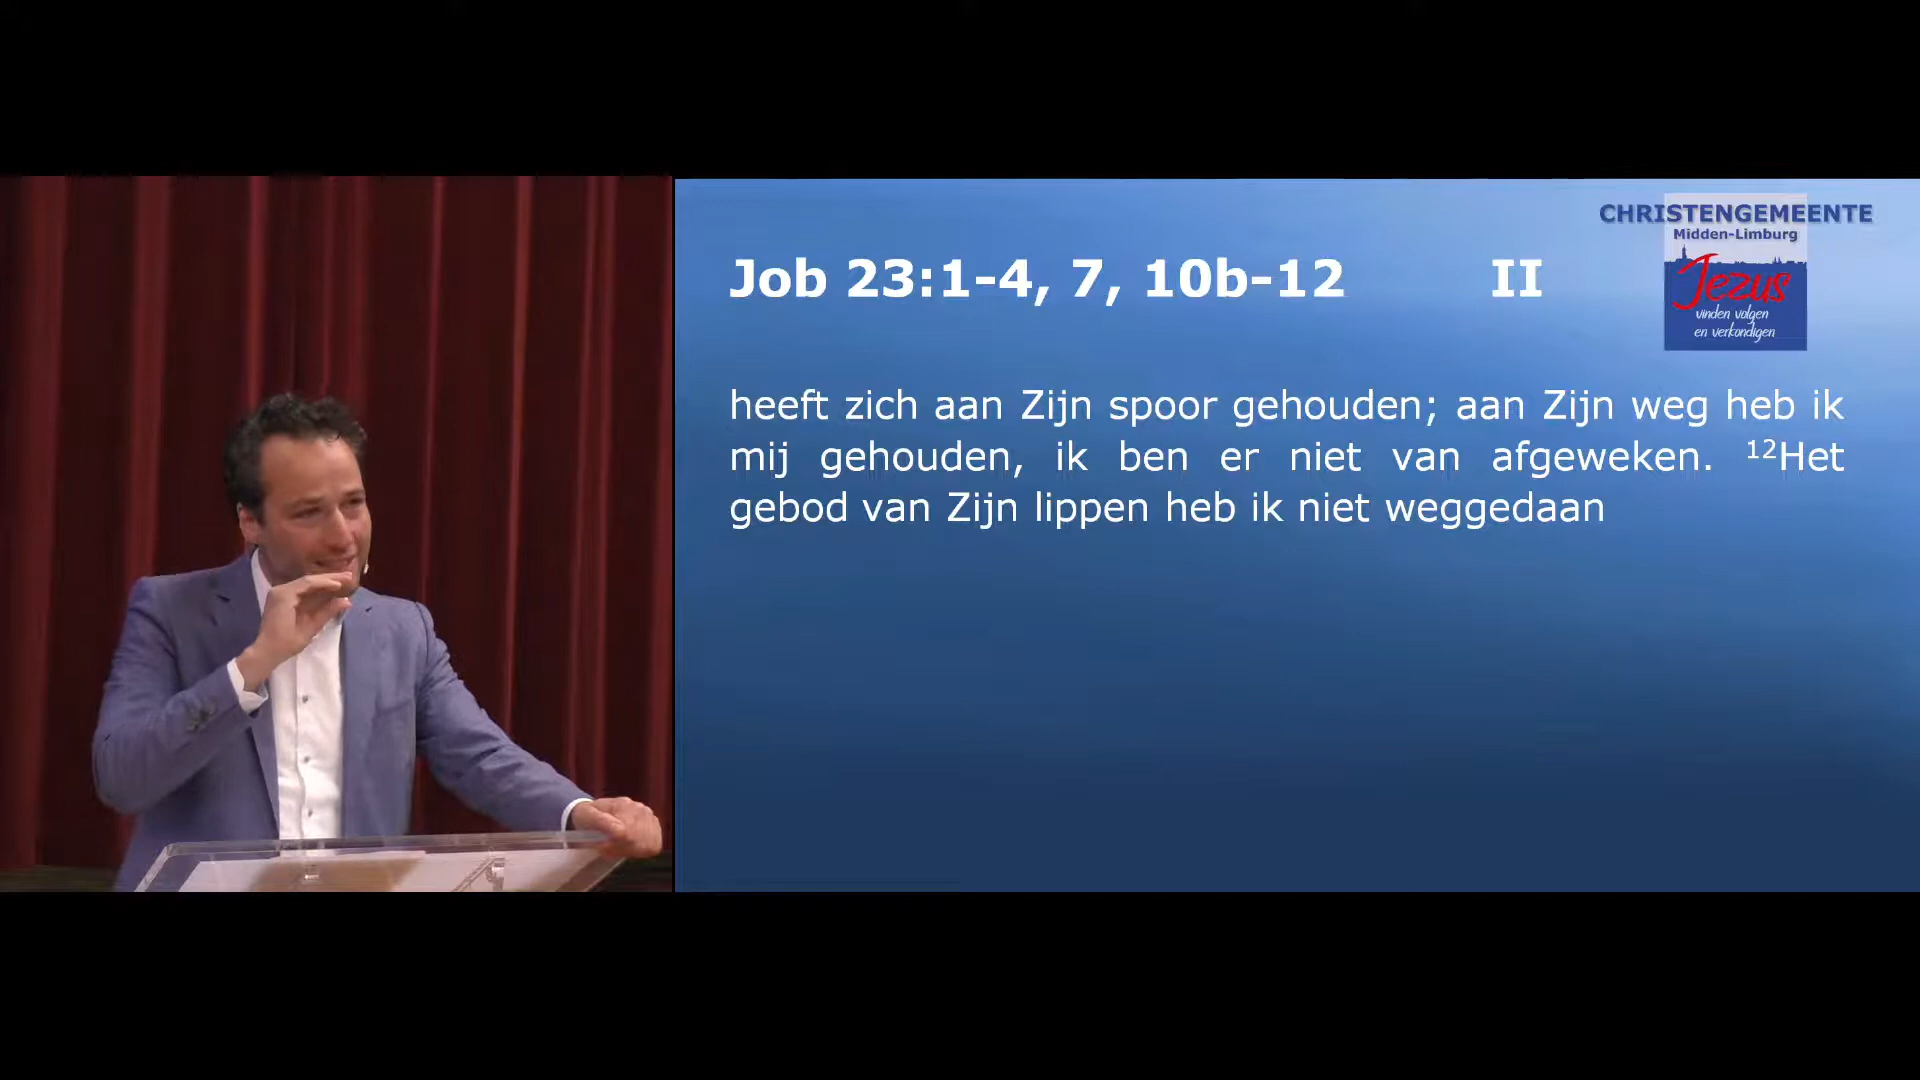 CHRISTENGEMEENTE
Midden-Limburg
Jezus
vinden volgen
en verkondigen
Job 23:1-4, 7, 10b-12 II
heeft zich aan Zijn spoor gehouden; aan Zijn weg heb ik
mij gehouden, ik ben er niet van afgeweken. ¹²Het
gebod van Zijn lippen heb ik niet weggedaan